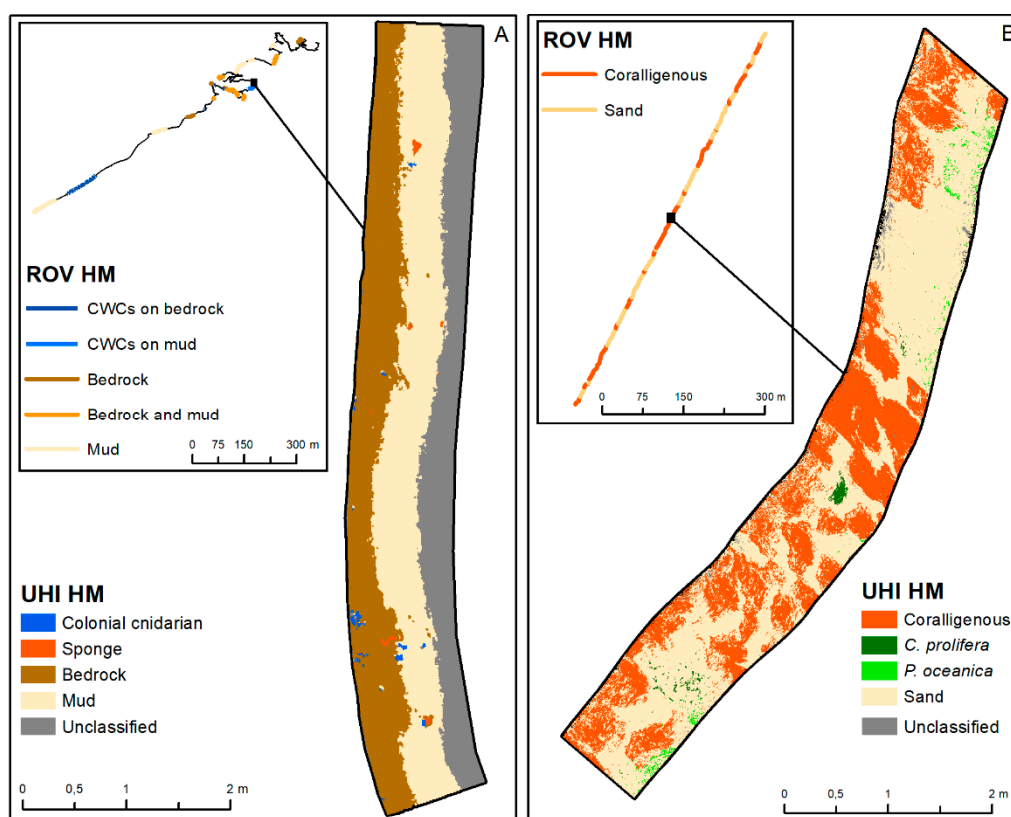 A
ROV HM
ROV HM
CWCs on bedrock
CWCs on mud
Bedrock
Bedrock and mud
Mud
0 75 150 300 m
UHI HM
Colonial cnidarian
Sponge
Bedrock
Mud
Unclassified
0 0,5 1 2 m
B
ROV HM
Coralligenous
Sand
0 75 150 300 m
UHI HM
Coralligenous
C. prolifera
P. oceanica
Sand
Unclassified
0 0,5 1 2 m